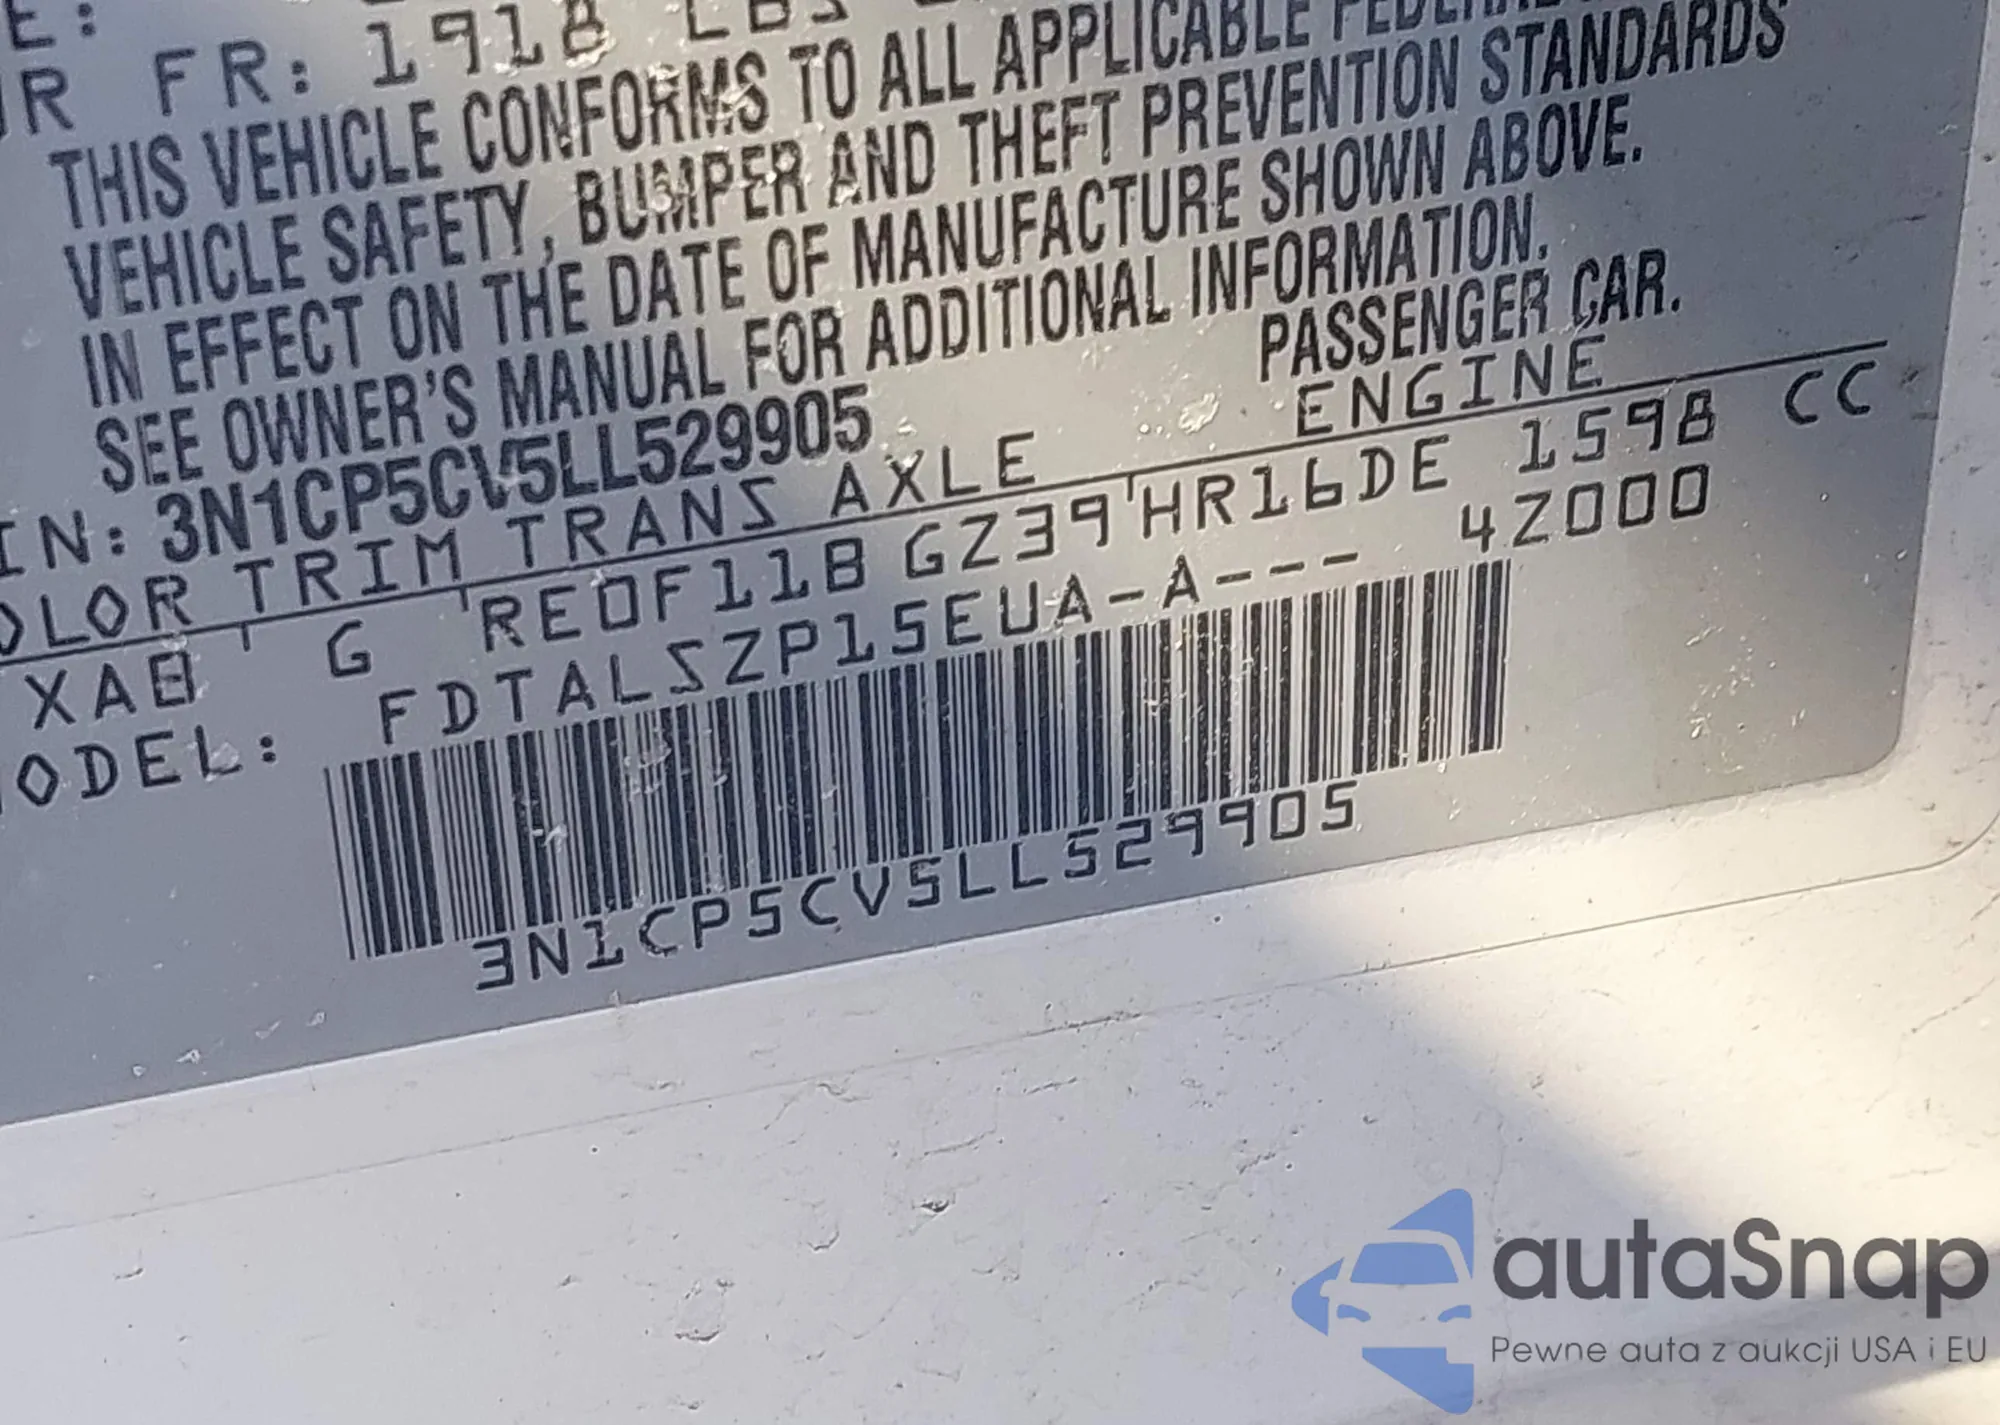 E:
R FR: 1918 LBS
THIS VEHICLE CONFORMS TO ALL APPLICABLE FEDERAL
VEHICLE SAFETY, BUMPER AND THEFT PREVENTION STANDARDS
IN EFFECT ON THE DATE OF MANUFACTURE SHOWN ABOVE.
SEE OWNER'S MANUAL FOR ADDITIONAL INFORMATION.
IN: 3N1CP5CV5LL529905 PASSENGER CAR.
OLOR TRIM TRANS AXLE ENGINE
XAB G RE0F11B GZ39 HR16DE 1598 CC
ODEL: FDTALSZP15EUA-A--- 4Z000
3N1CP5CV5LL529905
autaSnap
Pewne auta z aukcji USA i EU